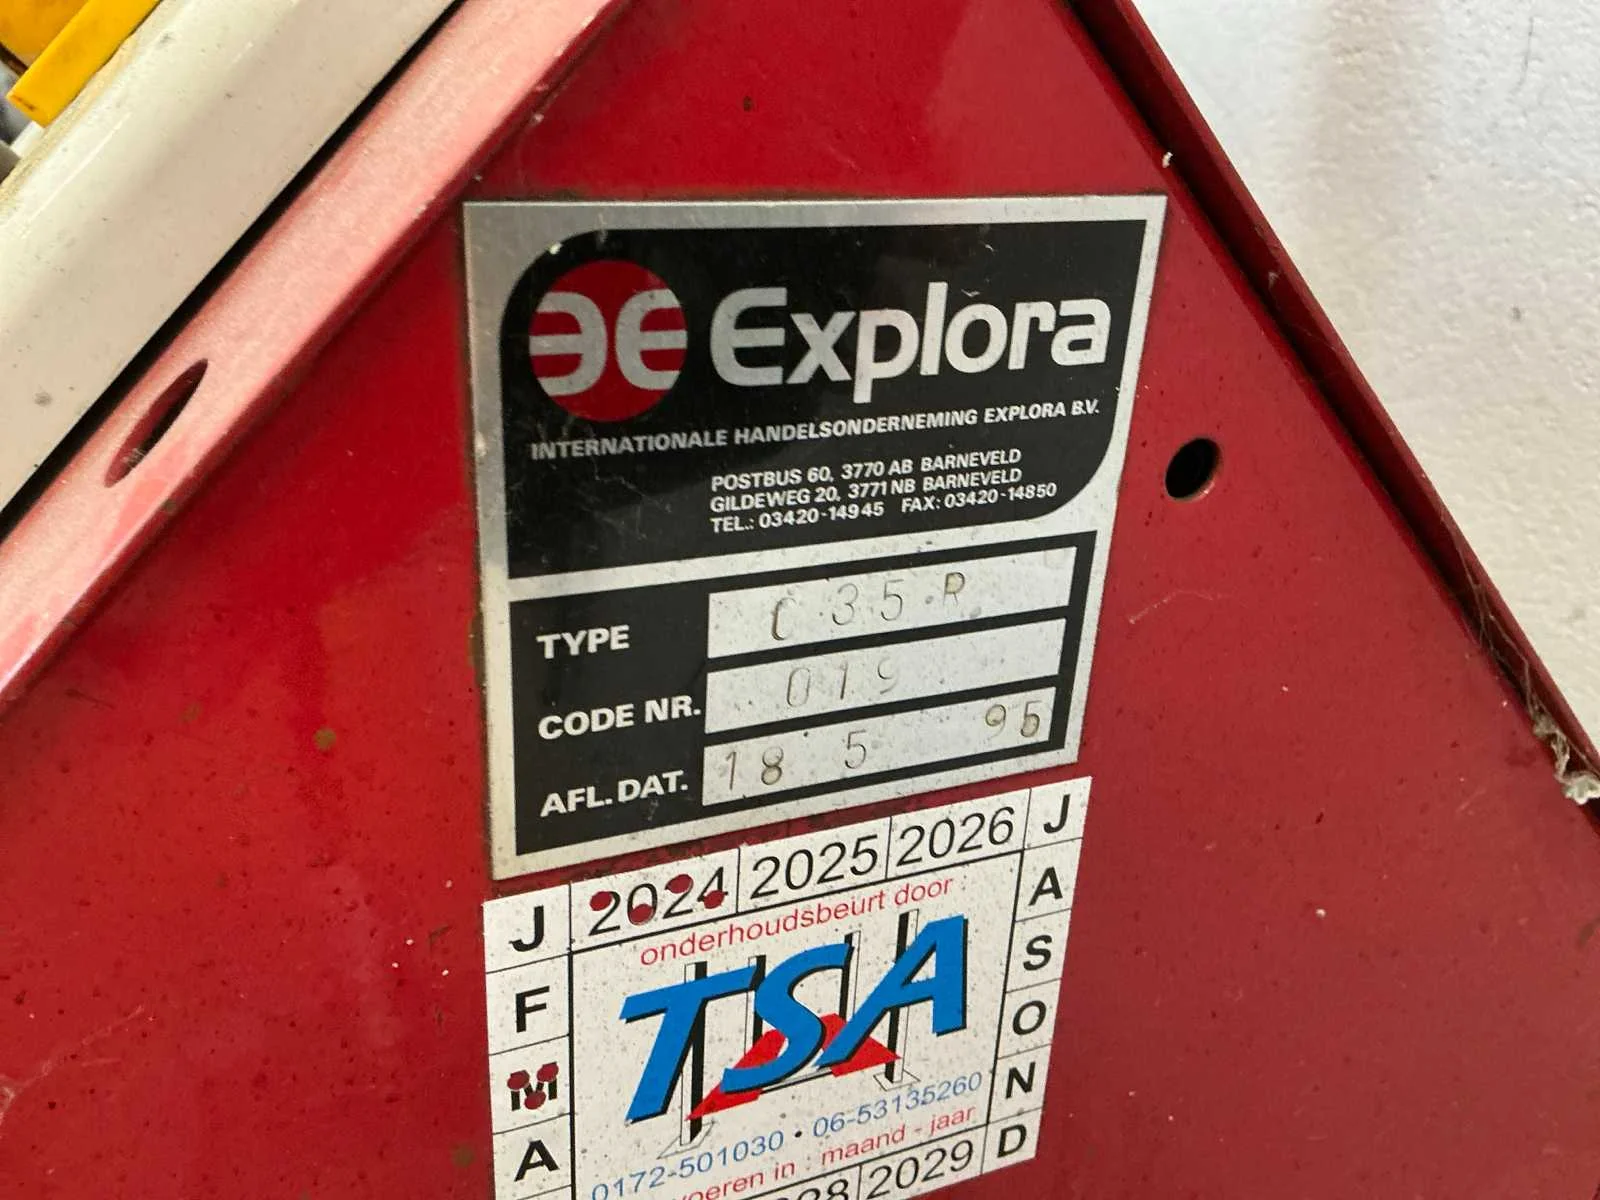 Explora
INTERNATIONALE HANDELSONDERNEMING EXPLORA B.V.
POSTBUS 60, 3770 AB BARNEVELD
GILDEWEG 20, 3771 NB BARNEVELD
TEL.: 03420-14945 FAX: 03420-14850
TYPE C 35 R
CODE NR. 019
AFL. DAT. 18 5 95
J 2024 2025 2026 J
onderhoudsbeurt door :
F A
TSA
M S
A O
N
D
0172-501030 • 06-53135260
in : maand - jaar
2029